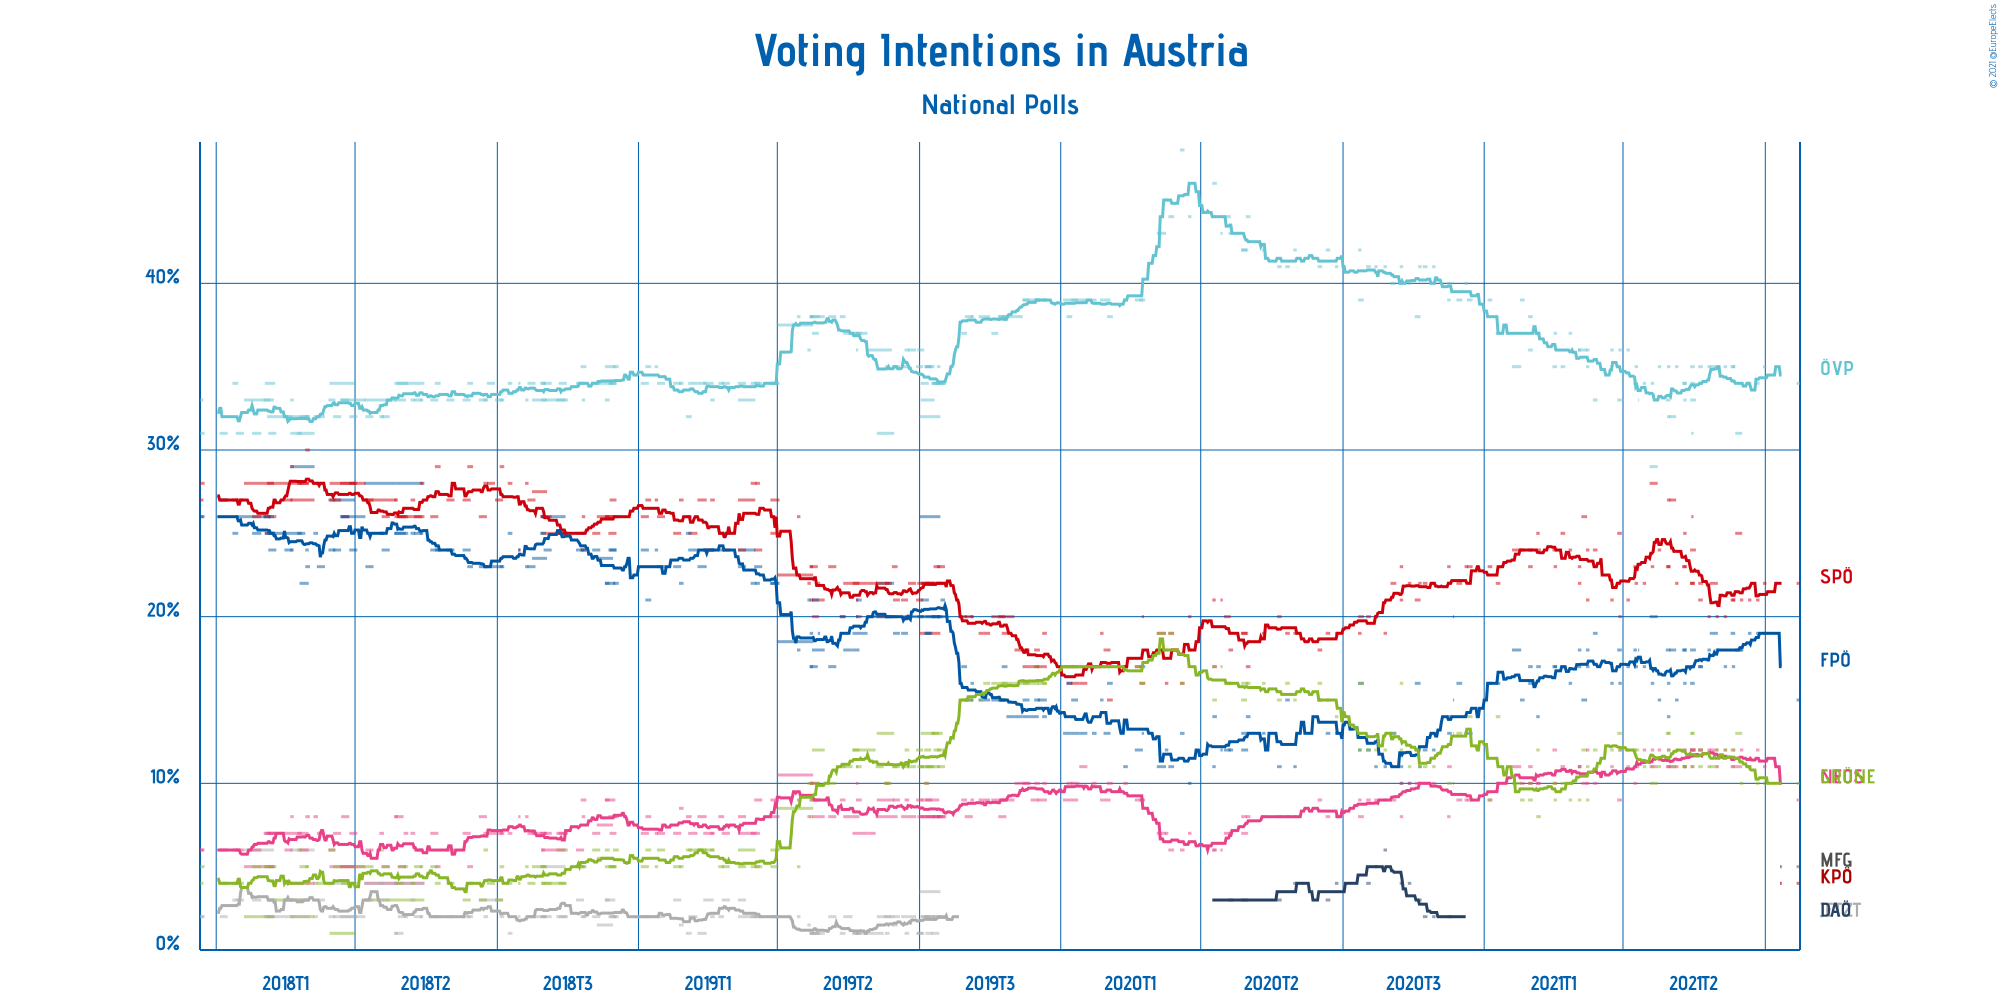 © 2021 @EuropeElects
Voting Intentions in Austria
National Polls
40%
30%
20%
10%
0%
ÖVP
SPÖ
FPÖ
GRÜNE
MFG
KPÖ
DAÖ
2018T1 2018T2 2018T3 2019T1 2019T2 2019T3 2020T1 2020T2 2020T3 2021T1 2021T2